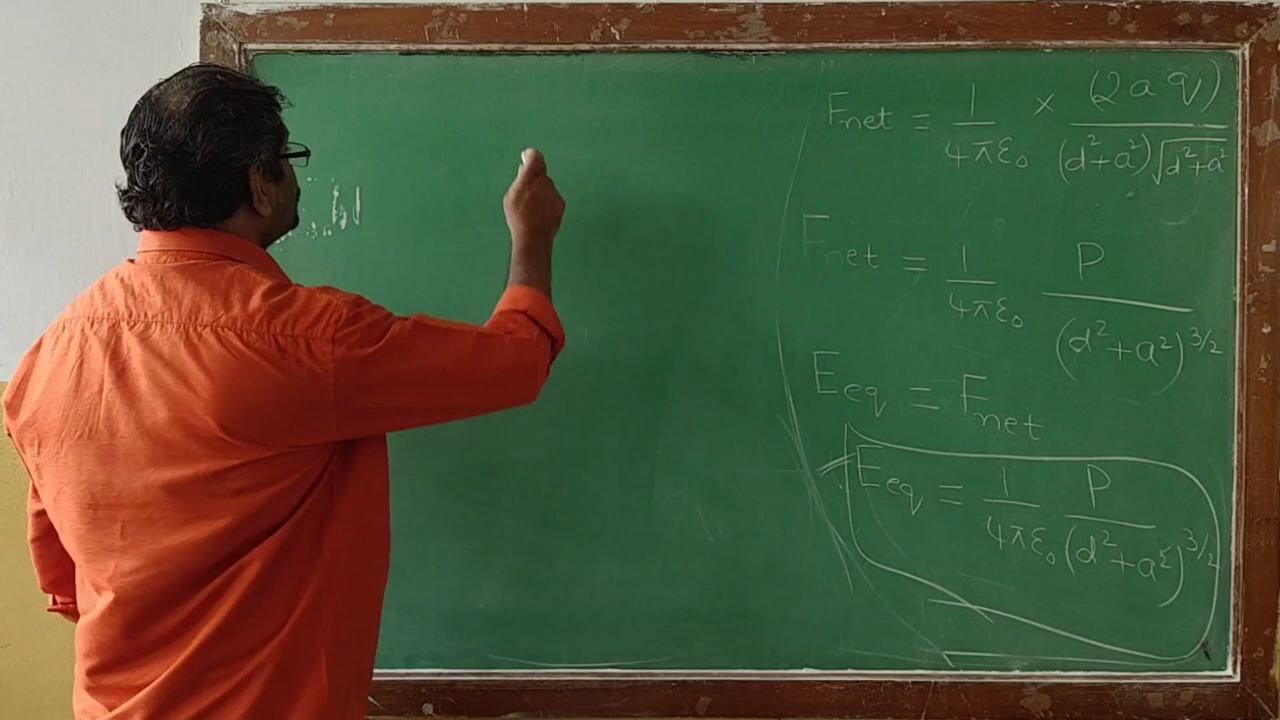 Fnet = 1/4πε₀ × (2aq)/(d²+a²)√d²+a²
Fnet = 1/4πε₀ P/(d²+a²)^3/2
Eeq = Fnet
Eeq = 1/4πε₀ P/(d²+a²)^3/2